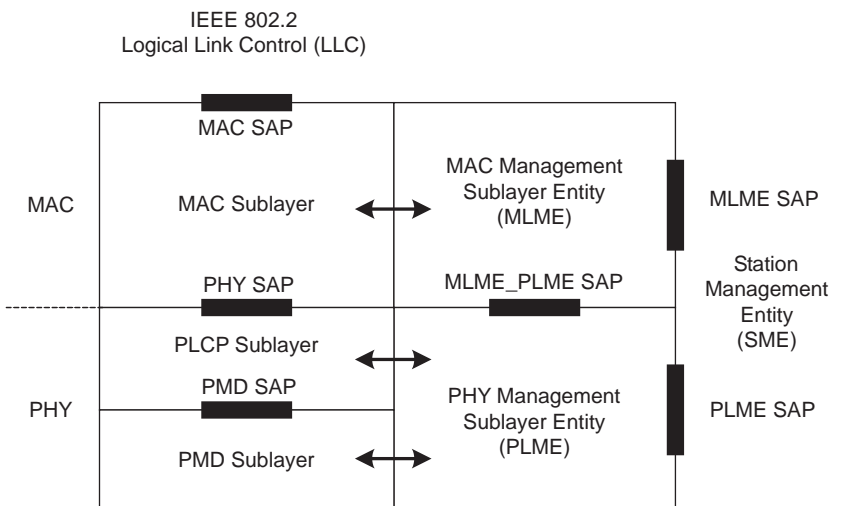 IEEE 802.2
Logical Link Control (LLC)
MAC SAP
MAC
MAC Sublayer
MAC Management
Sublayer Entity
(MLME)
MLME SAP
PHY SAP
MLME_PLME SAP
Station
Management
Entity
(SME)
PLCP Sublayer
PMD SAP
PHY
PHY Management
Sublayer Entity
(PLME)
PLME SAP
PMD Sublayer